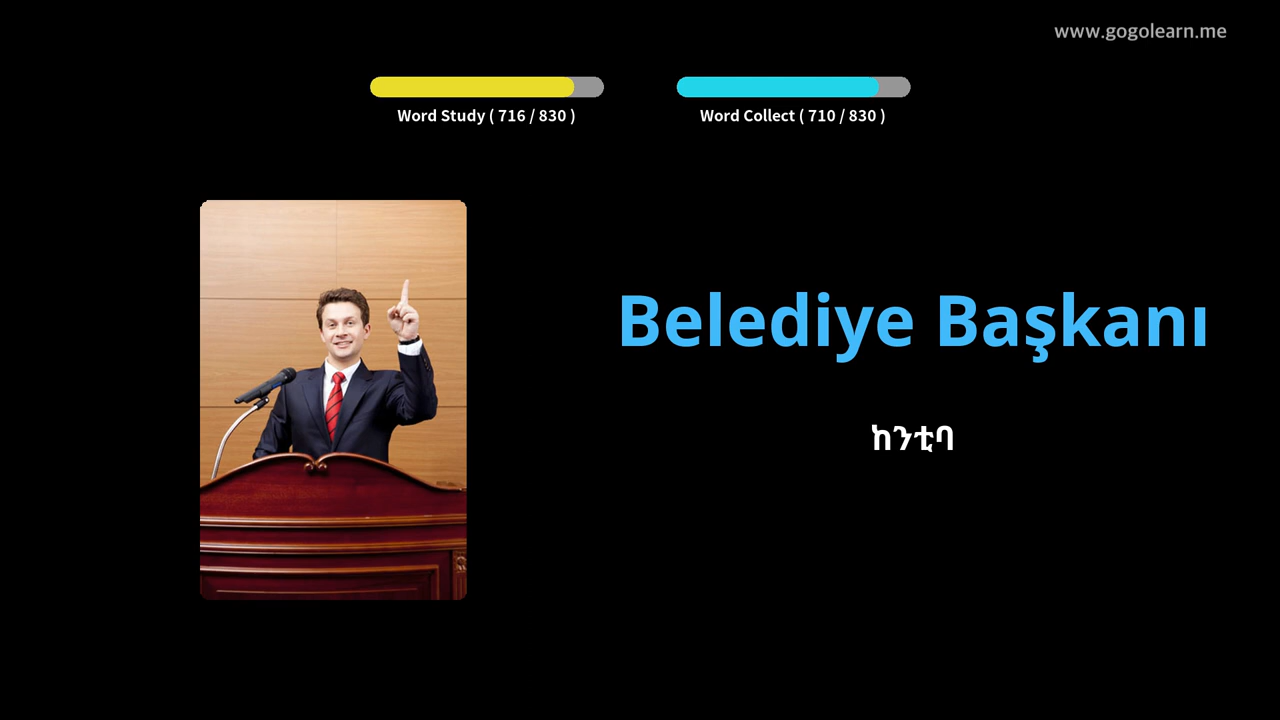 www.gogolearn.me
Word Study ( 716 / 830 )
Word Collect ( 710 / 830 )
Belediye Başkanı
ከንቲባ